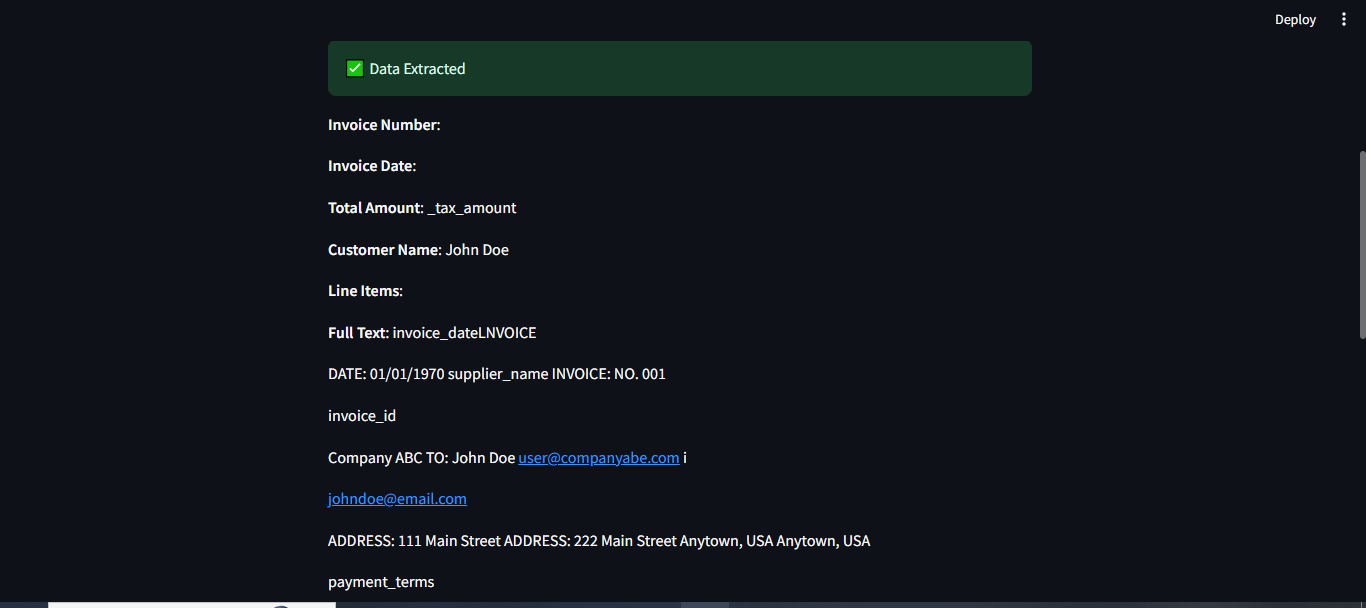 Deploy
✅ Data Extracted
Invoice Number:
Invoice Date:
Total Amount: _tax_amount
Customer Name: John Doe
Line Items:
Full Text: invoice_dateLNVOICE
DATE: 01/01/1970 supplier_name INVOICE: NO. 001
invoice_id
Company ABC TO: John Doe user@companyabe.com i
johndoe@email.com
ADDRESS: 111 Main Street ADDRESS: 222 Main Street Anytown, USA Anytown, USA
payment_terms